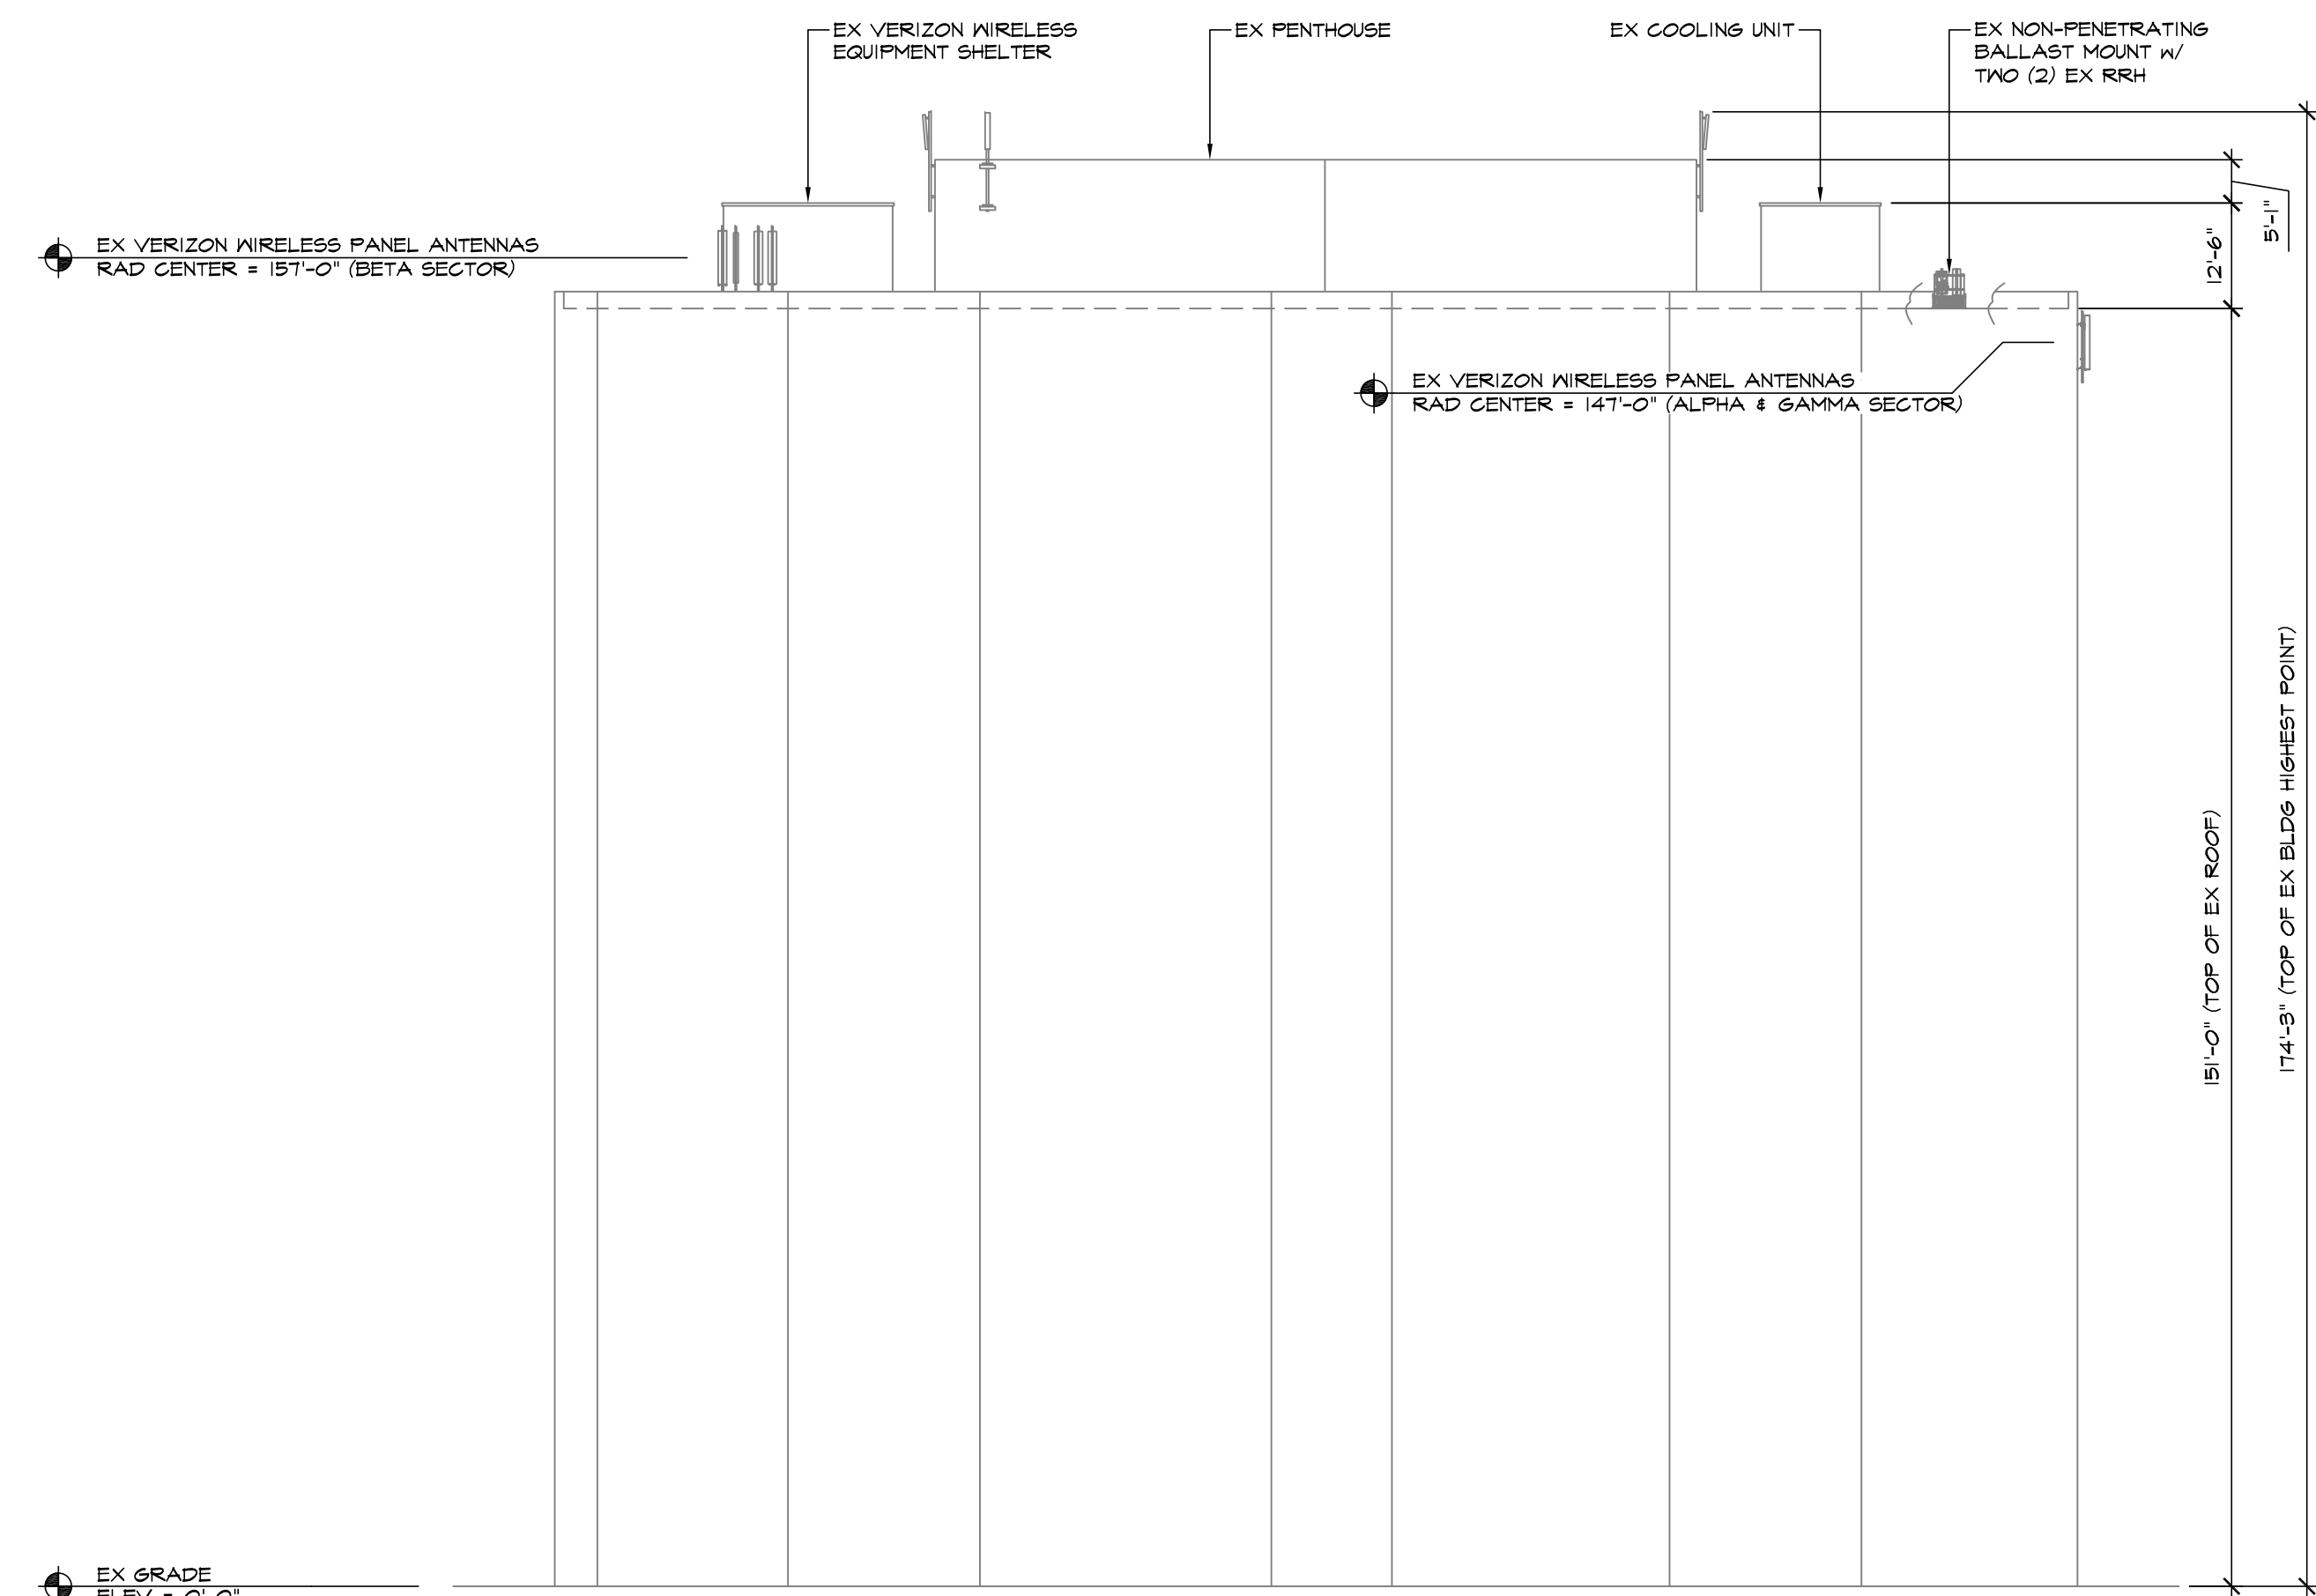 EX VERIZON WIRELESS
EQUIPMENT SHELTER
EX PENTHOUSE
EX COOLING UNIT
EX NON-PENETRATING
BALLAST MOUNT W/
TWO (2) EX RRH
EX VERIZON WIRELESS PANEL ANTENNAS
RAD CENTER = 157'-0" (BETA SECTOR)
12'-6"
5'-1"
EX VERIZON WIRELESS PANEL ANTENNAS
RAD CENTER = 147'-0" (ALPHA & GAMMA SECTOR)
151'-0" (TOP OF EX ROOF)
174'-3" (TOP OF EX BLDG HIGHEST POINT)
EX GRADE
ELEV = 0'-0"